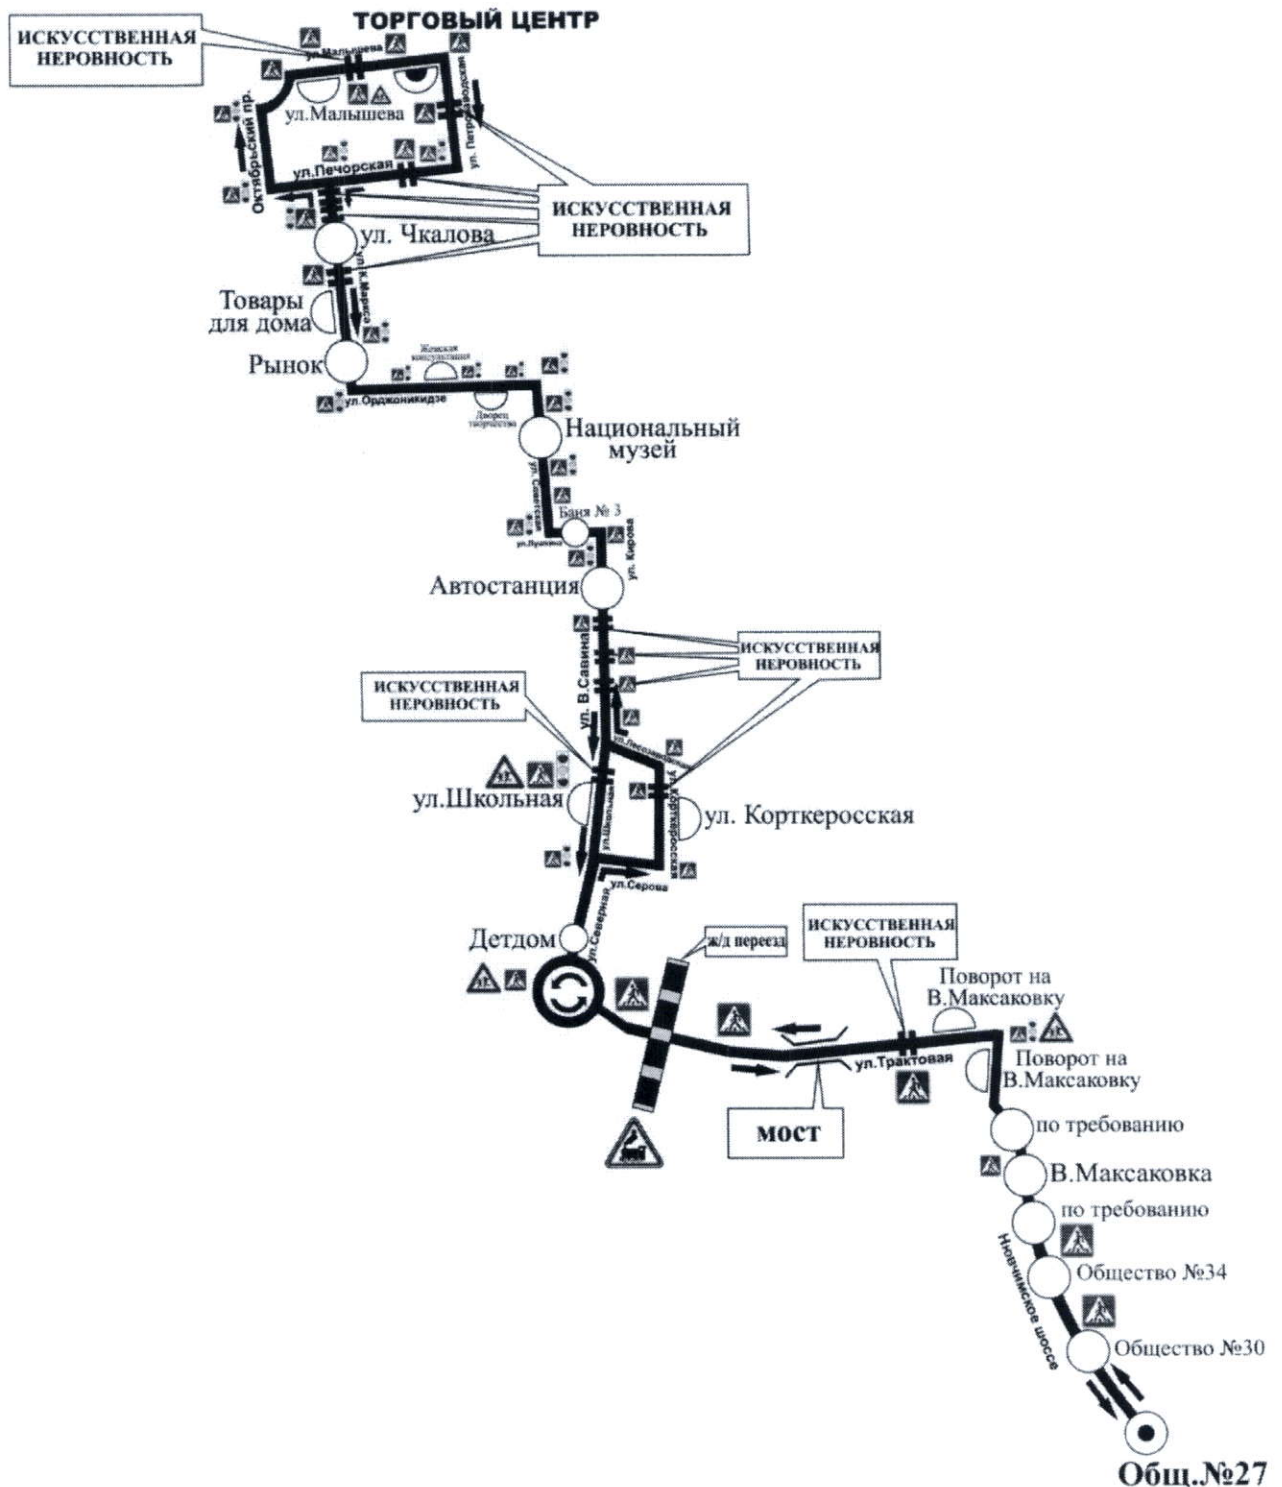 ТОРГОВЫЙ ЦЕНТР
ИСКУССТВЕННАЯ
НЕРОВНОСТЬ
ул.Малышева
ул.Малышева
Октябрьский пр.
ул. Петрозаводская
ул.Печорская
ИСКУССТВЕННАЯ
НЕРОВНОСТЬ
ул. Чкалова
ул.К.Маркса
Товары
для дома
Рынок
Женская
консультация
ул.Орджоникидзе
Дворец
творчества
Национальный
музей
ул. Советская
Баня № 3
ул.Пушкина
ул. Кирова
Автостанция
ул. В.Савина
ИСКУССТВЕННАЯ
НЕРОВНОСТЬ
ИСКУССТВЕННАЯ
НЕРОВНОСТЬ
ул.Школьная
ул.Школьная
ул.Корткеросская
ул. Корткеросская
ул.Серова
ул.Северная
Детдом
ж/д переезд
ИСКУССТВЕННАЯ
НЕРОВНОСТЬ
Поворот на
В.Максаковку
ул.Трактовая
Поворот на
В.Максаковку
мост
по требованию
В.Максаковка
по требованию
Нювчимское шоссе
Общество №34
Общество №30
Общ.№27